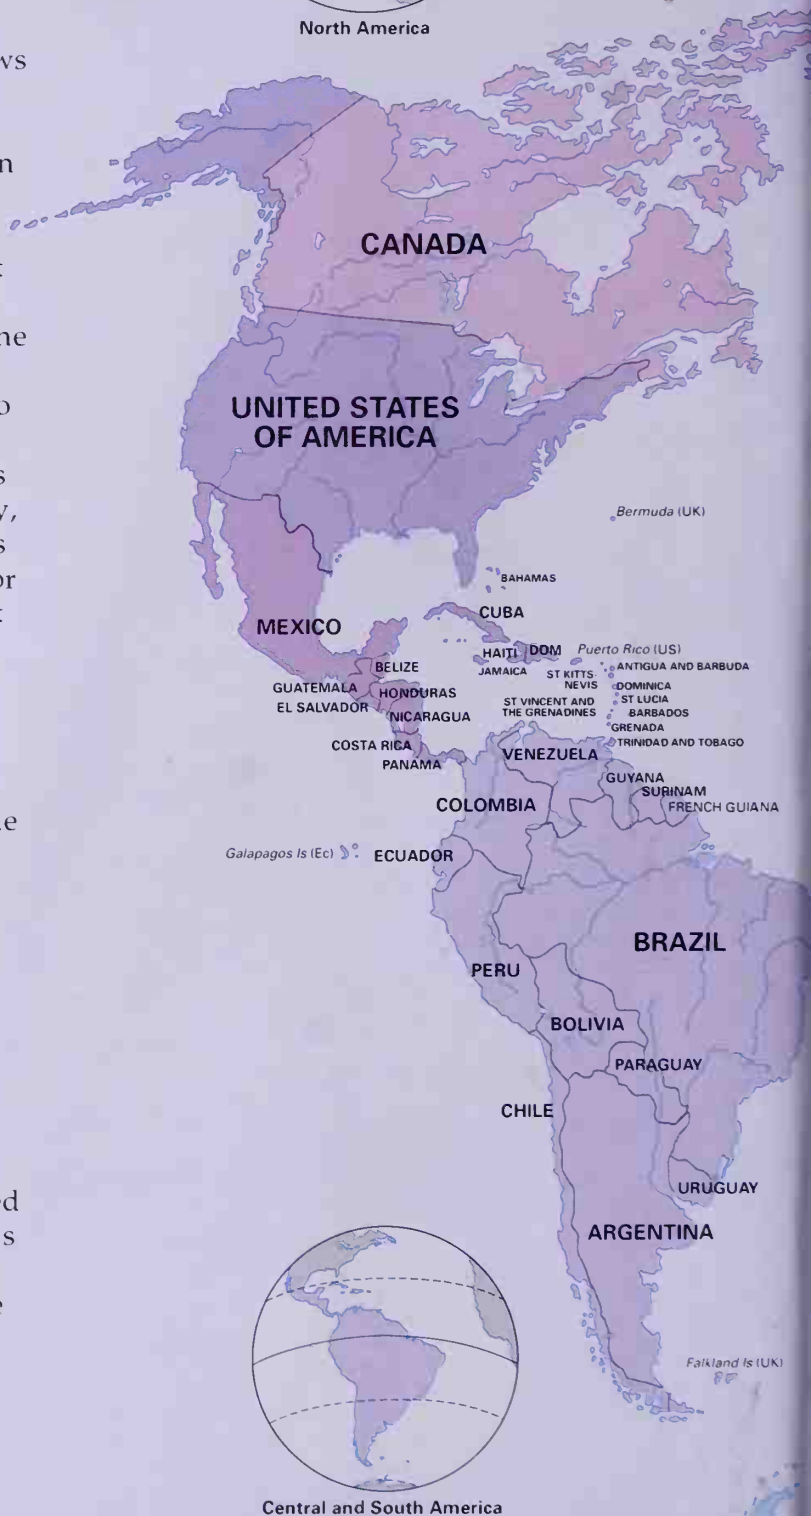 North America
CANADA
UNITED STATES
OF AMERICA
Bermuda (UK)
BAHAMAS
CUBA
MEXICO
HAITI
DOM
Puerto Rico (US)
JAMAICA
BELIZE
ANTIGUA AND BARBUDA
ST KITTS-
NEVIS
GUATEMALA
HONDURAS
DOMINICA
EL SALVADOR
ST LUCIA
ST VINCENT AND
THE GRENADINES
NICARAGUA
BARBADOS
GRENADA
COSTA RICA
TRINIDAD AND TOBAGO
PANAMA
VENEZUELA
GUYANA
SURINAM
COLOMBIA
FRENCH GUIANA
Galapagos Is (Ec)
ECUADOR
BRAZIL
PERU
BOLIVIA
PARAGUAY
CHILE
URUGUAY
ARGENTINA
Falkland Is (UK)
Central and South America